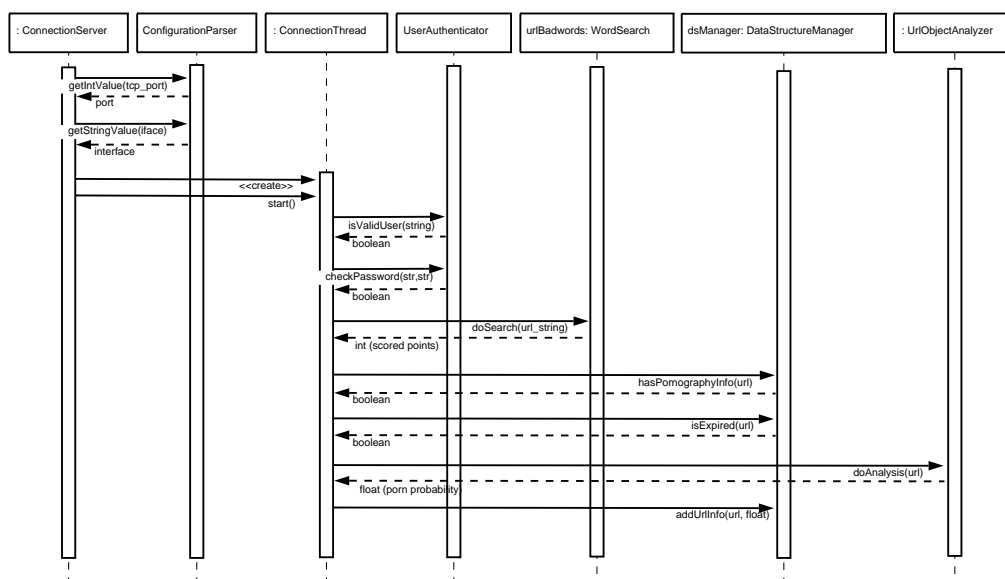 : ConnectionServer
ConfigurationParser
: ConnectionThread
UserAuthenticator
urlBadwords: WordSearch
dsManager: DataStructureManager
: UrlObjectAnalyzer
getIntValue(tcp_port)
port
getStringValue(iface)
interface
<<create>>
start()
isValidUser(string)
boolean
checkPassword(str,str)
boolean
doSearch(url_string)
int (scored points)
hasPornographyInfo(url)
boolean
isExpired(url)
boolean
doAnalysis(url)
float (porn probability)
addUrlInfo(url, float)